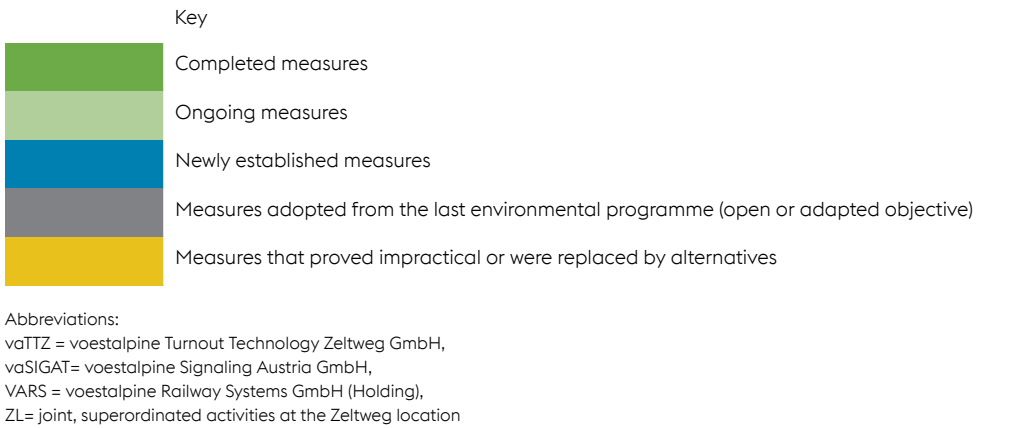 Key
Completed measures
Ongoing measures
Newly established measures
Measures adopted from the last environmental programme (open or adapted objective)
Measures that proved impractical or were replaced by alternatives
Abbreviations:
vaTTZ = voestalpine Turnout Technology Zeltweg GmbH,
vaSIGAT= voestalpine Signaling Austria GmbH,
VARS = voestalpine Railway Systems GmbH (Holding),
ZL= joint, superordinated activities at the Zeltweg location